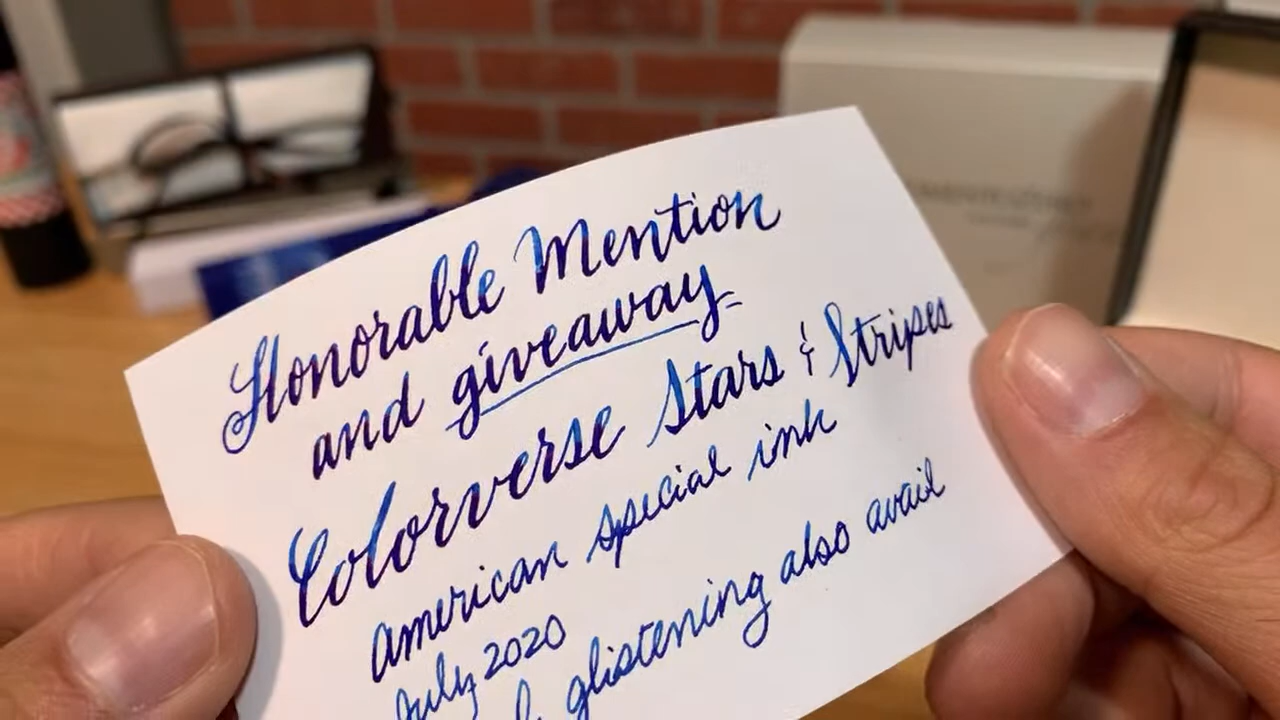 Honorable Mention
and giveaway
Colorverse Stars & Stripes
american special ink
July 2020
glistening also avail